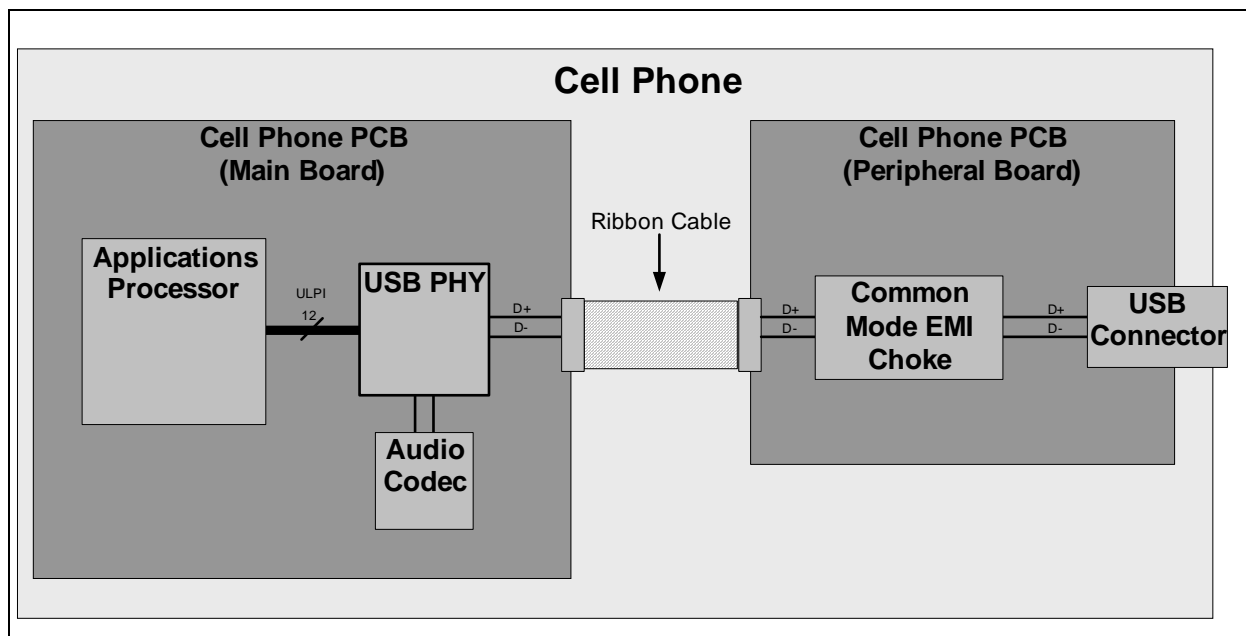 Cell Phone
Cell Phone PCB
(Main Board)
Applications
Processor
ULPI
12
USB PHY
D+
D-
Audio
Codec
Ribbon Cable
Cell Phone PCB
(Peripheral Board)
D+
D-
Common
Mode EMI
Choke
D+
D-
USB
Connector